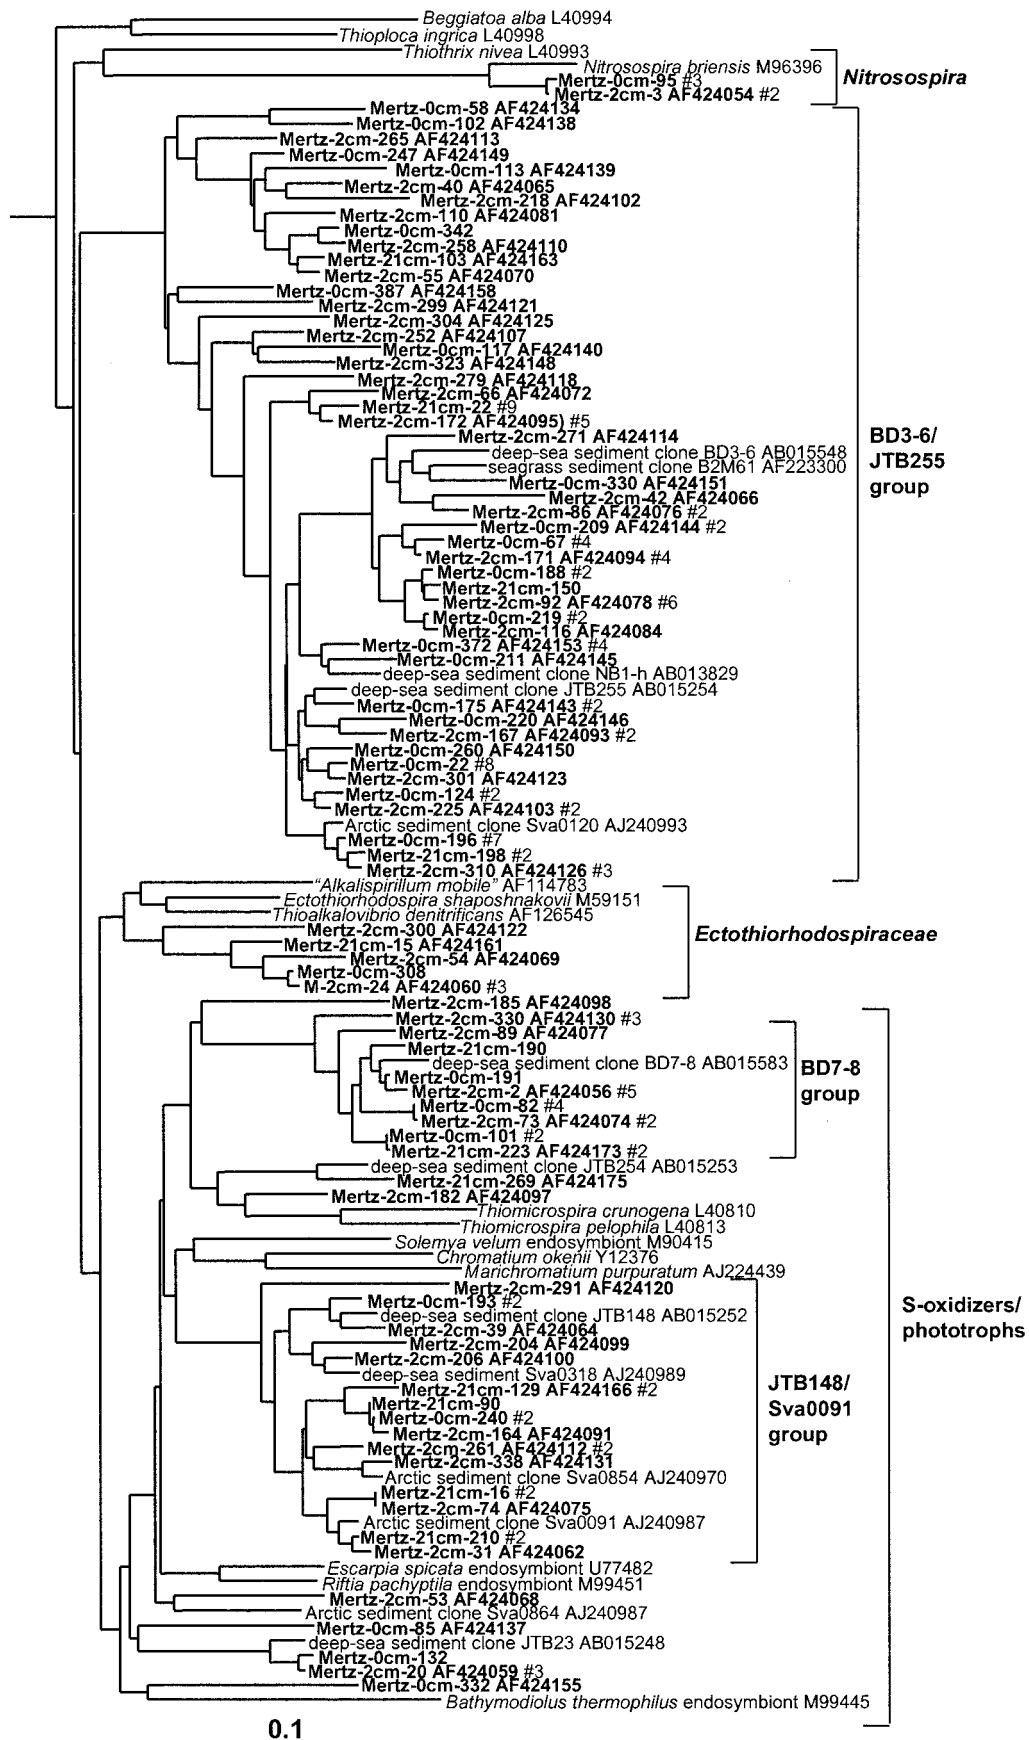 Beggiatoa alba L40994
Thioploca ingrica L40998
Thiothrix nivea L40993
Nitrosospira briensis M96396
Mertz-0cm-95 #3
Nitrosospira
Mertz-2cm-3 AF424054 #2
Mertz-0cm-58 AF424134
Mertz-0cm-102 AF424138
Mertz-2cm-265 AF424113
Mertz-0cm-247 AF424149
Mertz-0cm-113 AF424139
Mertz-2cm-40 AF424065
Mertz-2cm-218 AF424102
Mertz-2cm-110 AF424081
Mertz-0cm-342
Mertz-2cm-258 AF424110
Mertz-21cm-103 AF424163
Mertz-2cm-55 AF424070
Mertz-0cm-387 AF424158
Mertz-2cm-299 AF424121
Mertz-2cm-304 AF424125
Mertz-2cm-252 AF424107
Mertz-0cm-117 AF424140
Mertz-2cm-323 AF424148
Mertz-2cm-279 AF424118
Mertz-2cm-66 AF424072
Mertz-21cm-22 #9
Mertz-2cm-172 AF424095) #5
Mertz-2cm-271 AF424114
BD3-6/
JTB255
group
deep-sea sediment clone BD3-6 AB015548
seagrass sediment clone B2M61 AF223300
Mertz-0cm-330 AF424151
Mertz-2cm-42 AF424066
Mertz-2cm-86 AF424076 #2
Mertz-0cm-209 AF424144 #2
Mertz-0cm-67 #4
Mertz-2cm-171 AF424094 #4
Mertz-0cm-188 #2
Mertz-21cm-150
Mertz-2cm-92 AF424078 #6
Mertz-0cm-219 #2
Mertz-2cm-116 AF424084
Mertz-0cm-372 AF424153 #4
Mertz-0cm-211 AF424145
deep-sea sediment clone NB1-h AB013829
deep-sea sediment clone JTB255 AB015254
Mertz-0cm-175 AF424143 #2
Mertz-0cm-220 AF424146
Mertz-2cm-167 AF424093 #2
Mertz-0cm-260 AF424150
Mertz-0cm-22 #8
Mertz-2cm-301 AF424123
Mertz-0cm-124 #2
Mertz-2cm-225 AF424103 #2
Arctic sediment clone Sva0120 AJ240993
Mertz-0cm-196 #7
Mertz-21cm-198 #2
Mertz-2cm-310 AF424126 #3
"Alkalispirillum mobile" AF114783
Ectothiorhodospira shaposhnakovii M59151
Thioalkalovibrio denitrificans AF126545
Mertz-2cm-300 AF424122
Ectothiorhodospiraceae
Mertz-21cm-15 AF424161
Mertz-2cm-54 AF424069
Mertz-0cm-308
M-2cm-24 AF424060 #3
Mertz-2cm-185 AF424098
Mertz-2cm-330 AF424130 #3
Mertz-2cm-89 AF424077
Mertz-21cm-190
deep-sea sediment clone BD7-8 AB015583
BD7-8
group
Mertz-0cm-191
Mertz-2cm-2 AF424056 #5
Mertz-0cm-82 #4
Mertz-2cm-73 AF424074 #2
Mertz-0cm-101 #2
Mertz-21cm-223 AF424173 #2
deep-sea sediment clone JTB254 AB015253
Mertz-21cm-269 AF424175
Mertz-2cm-182 AF424097
Thiomicrospira crunogena L40810
Thiomicrospira pelophila L40813
Solemya velum endosymbiont M90415
Chromatium okenii Y12376
Marichromatium purpuratum AJ224439
Mertz-2cm-291 AF424120
Mertz-0cm-193 #2
S-oxidizers/
phototrophs
deep-sea sediment clone JTB148 AB015252
Mertz-2cm-39 AF424064
Mertz-2cm-204 AF424099
Mertz-2cm-206 AF424100
deep-sea sediment Sva0318 AJ240989
Mertz-21cm-129 AF424166 #2
JTB148/
Sva0091
group
Mertz-21cm-90
Mertz-0cm-240 #2
Mertz-2cm-164 AF424091
Mertz-2cm-261 AF424112 #2
Mertz-2cm-338 AF424131
Arctic sediment clone Sva0854 AJ240970
Mertz-21cm-16 #2
Mertz-2cm-74 AF424075
Arctic sediment clone Sva0091 AJ240987
Mertz-21cm-210 #2
Mertz-2cm-31 AF424062
Escarpia spicata endosymbiont U77482
Riftia pachyptila endosymbiont M99451
Mertz-2cm-53 AF424068
Arctic sediment clone Sva0864 AJ240987
Mertz-0cm-85 AF424137
deep-sea sediment clone JTB23 AB015248
Mertz-0cm-132
Mertz-2cm-20 AF424059 #3
Mertz-0cm-332 AF424155
Bathymodiolus thermophilus endosymbiont M99445
0.1